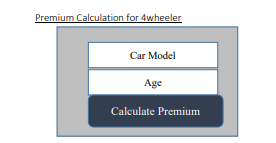 Premium Calculation for 4wheeler
Car Model
Age
Calculate Premium